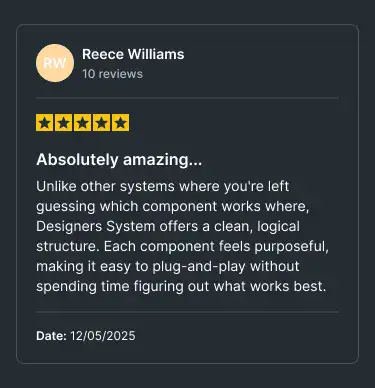 RW
Reece Williams
10 reviews
Absolutely amazing...
Unlike other systems where you're left
guessing which component works where,
Designers System offers a clean, logical
structure. Each component feels purposeful,
making it easy to plug-and-play without
spending time figuring out what works best.
Date: 12/05/2025